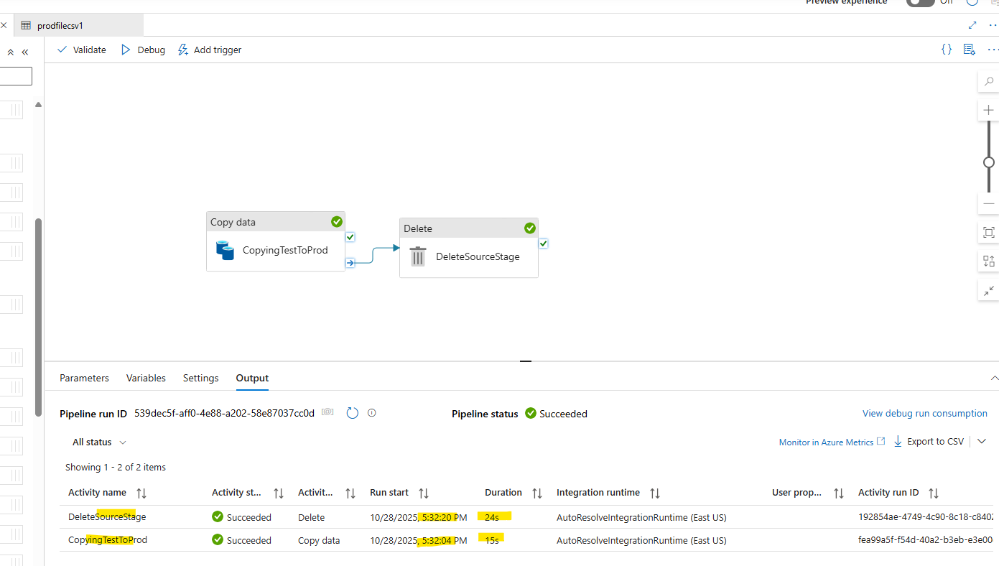 Preview experience Off
prodfilecsv1
Validate Debug Add trigger
Copy data
CopyingTestToProd
Delete
DeleteSourceStage
Parameters Variables Settings Output
Pipeline run ID 539dec5f-aff0-4e88-a202-58e87037cc0d Pipeline status Succeeded View debug run consumption
All status Monitor in Azure Metrics Export to CSV
Showing 1 - 2 of 2 items
Activity name Activity st... Activit... Run start Duration Integration runtime User prop... Activity run ID
DeleteSourceStage Succeeded Delete 10/28/2025, 5:32:20 PM 24s AutoResolveIntegrationRuntime (East US) 192854ae-4749-4c90-8c18-c8402
CopyingTestToProd Succeeded Copy data 10/28/2025, 5:32:04 PM 15s AutoResolveIntegrationRuntime (East US) fea99a5f-f54d-40a2-b3eb-e3e00